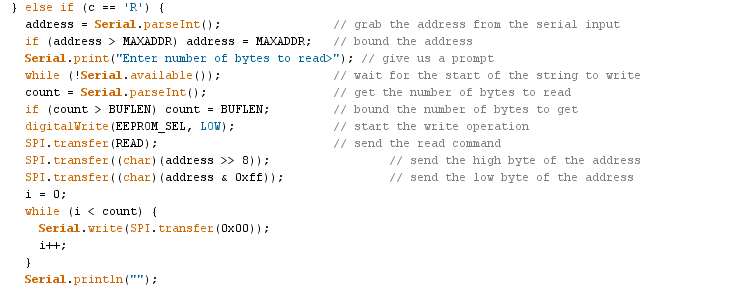 } else if (c == 'R') {
address = Serial.parseInt(); // grab the address from the serial input
if (address > MAXADDR) address = MAXADDR; // bound the address
Serial.print("Enter number of bytes to read>"); // give us a prompt
while (!Serial.available()); // wait for the start of the string to write
count = Serial.parseInt(); // get the number of bytes to read
if (count > BUFLEN) count = BUFLEN; // bound the number of bytes to get
digitalWrite(EEPROM_SEL, LOW); // start the write operation
SPI.transfer(READ); // send the read command
SPI.transfer((char)(address >> 8)); // send the high byte of the address
SPI.transfer((char)(address & 0xff)); // send the low byte of the address
i = 0;
while (i < count) {
Serial.write(SPI.transfer(0x00));
i++;
}
Serial.println("");